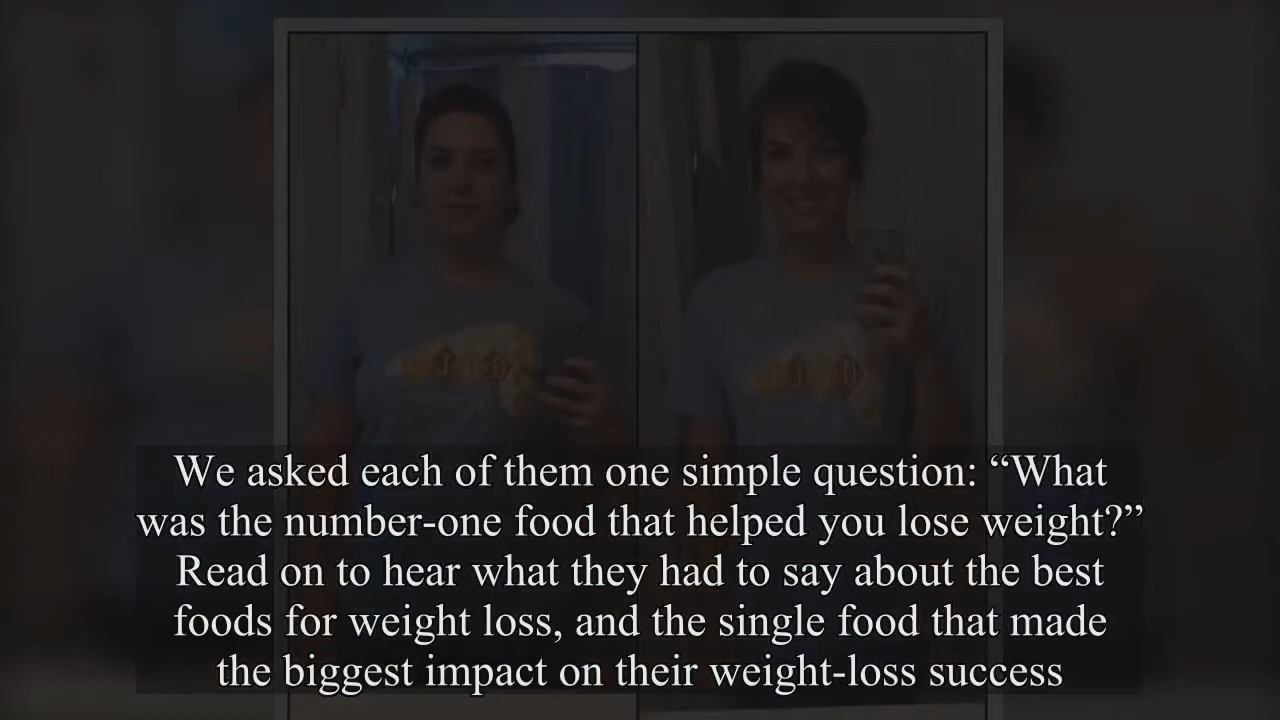 We asked each of them one simple question: “What
was the number-one food that helped you lose weight?”
Read on to hear what they had to say about the best
foods for weight loss, and the single food that made
the biggest impact on their weight-loss success